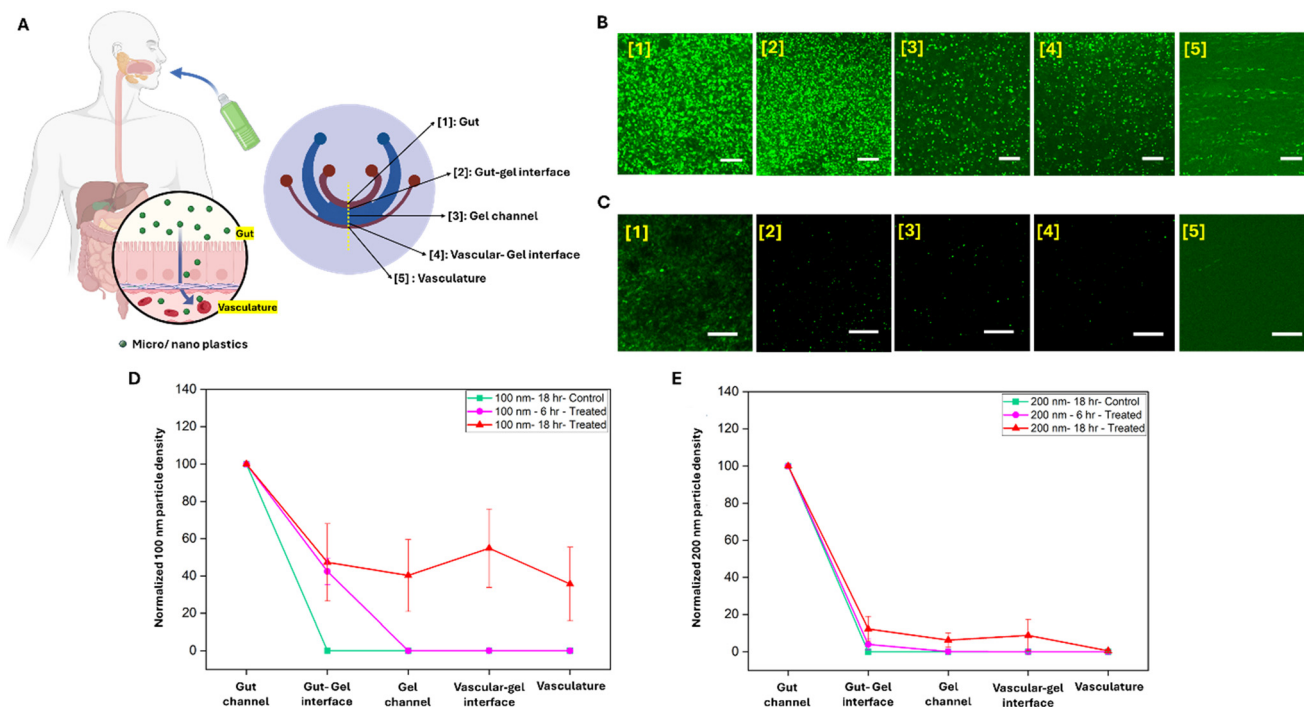 A
Gut
Vasculature
Micro/ nano plastics
[1]: Gut
[2]: Gut-gel interface
[3]: Gel channel
[4]: Vascular- Gel interface
[5] : Vasculature
B
[1]
[2]
[3]
[4]
[5]
C
[1]
[2]
[3]
[4]
[5]
D
Normalized 100 nm particle density
140
120
100
80
60
40
20
0
100 nm- 18 hr- Control
100 nm - 6 hr - Treated
100 nm - 18 hr- Treated
Gut
channel
Gut- Gel
interface
Gel
channel
Vascular-gel
interface
Vasculature
E
Normalized 200 nm particle density
140
120
100
80
60
40
20
0
200 nm- 18 hr- Control
200 nm - 6 hr- Treated
200 nm- 18 hr - Treated
Gut
channel
Gut- Gel
interface
Gel
channel
Vascular-gel
interface
Vasculature